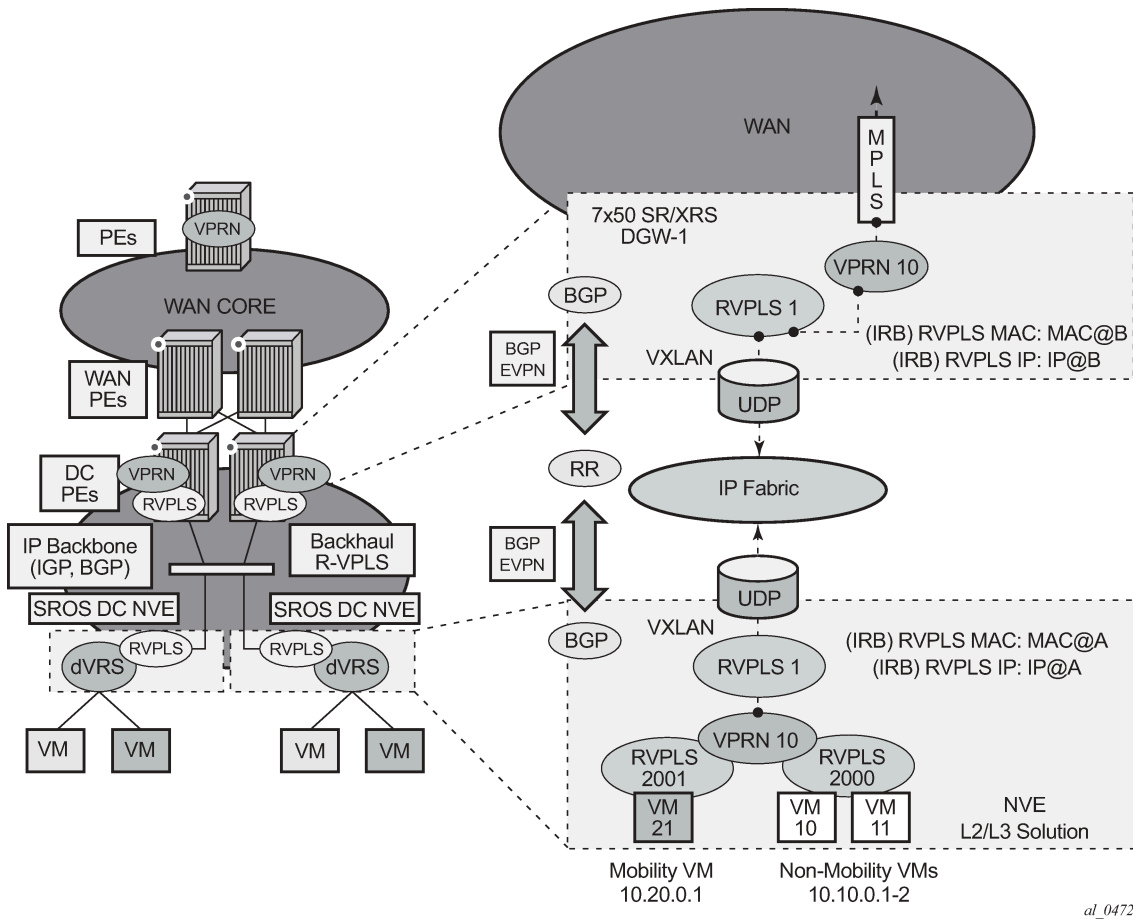 PEs
VPRN
WAN CORE
WAN
PEs
DC
PEs
VPRN
VPRN
RVPLS
RVPLS
IP Backbone
(IGP, BGP)
Backhaul
R-VPLS
SROS DC NVE
SROS DC NVE
dVRS
RVPLS
RVPLS
dVRS
VM
VM
VM
VM
WAN
MPLS
7x50 SR/XRS
DGW-1
VPRN 10
BGP
RVPLS 1
(IRB) RVPLS MAC: MAC@B
(IRB) RVPLS IP: IP@B
BGP
EVPN
VXLAN
UDP
RR
IP Fabric
BGP
EVPN
UDP
BGP
VXLAN
RVPLS 1
(IRB) RVPLS MAC: MAC@A
(IRB) RVPLS IP: IP@A
VPRN 10
RVPLS
2001
RVPLS
2000
VM
21
VM
10
VM
11
NVE
L2/L3 Solution
Mobility VM
10.20.0.1
Non-Mobility VMs
10.10.0.1-2
al_0472